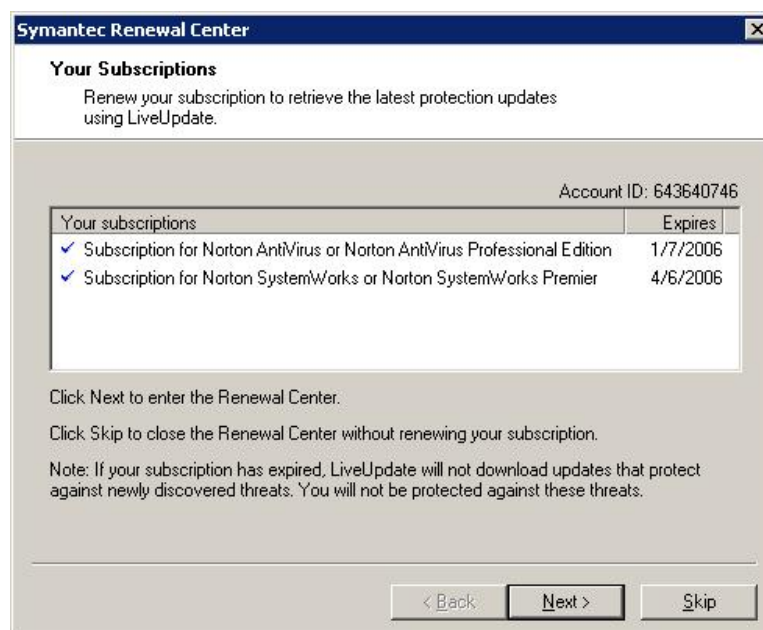 Symantec Renewal Center
Your Subscriptions
Renew your subscription to retrieve the latest protection updates
using LiveUpdate.
Account ID: 643640746
Your subscriptions Expires
Subscription for Norton AntiVirus or Norton AntiVirus Professional Edition 1/7/2006
Subscription for Norton SystemWorks or Norton SystemWorks Premier 4/6/2006
Click Next to enter the Renewal Center.
Click Skip to close the Renewal Center without renewing your subscription.
Note: If your subscription has expired, LiveUpdate will not download updates that protect
against newly discovered threats. You will not be protected against these threats.
< Back Next > Skip